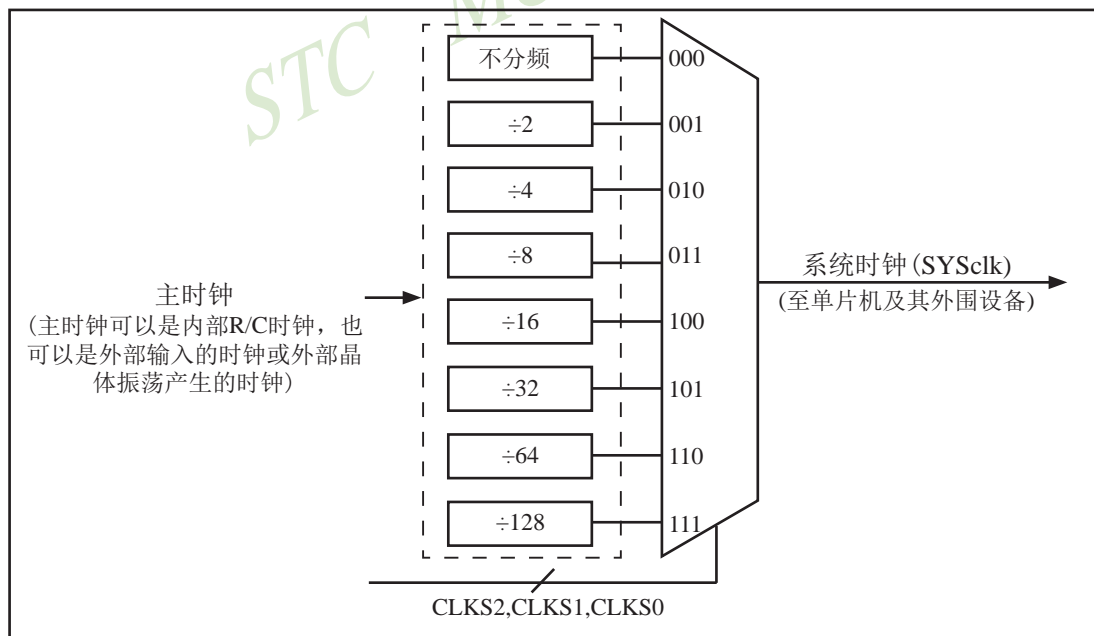 STC
不分频
000
÷2
001
÷4
010
÷8
011
÷16
100
÷32
101
÷64
110
÷128
111
主时钟
(主时钟可以是内部R/C时钟，也
可以是外部输入的时钟或外部晶
体振荡产生的时钟)
系统时钟(SYSclk)
(至单片机及其外围设备)
CLKS2,CLKS1,CLKS0